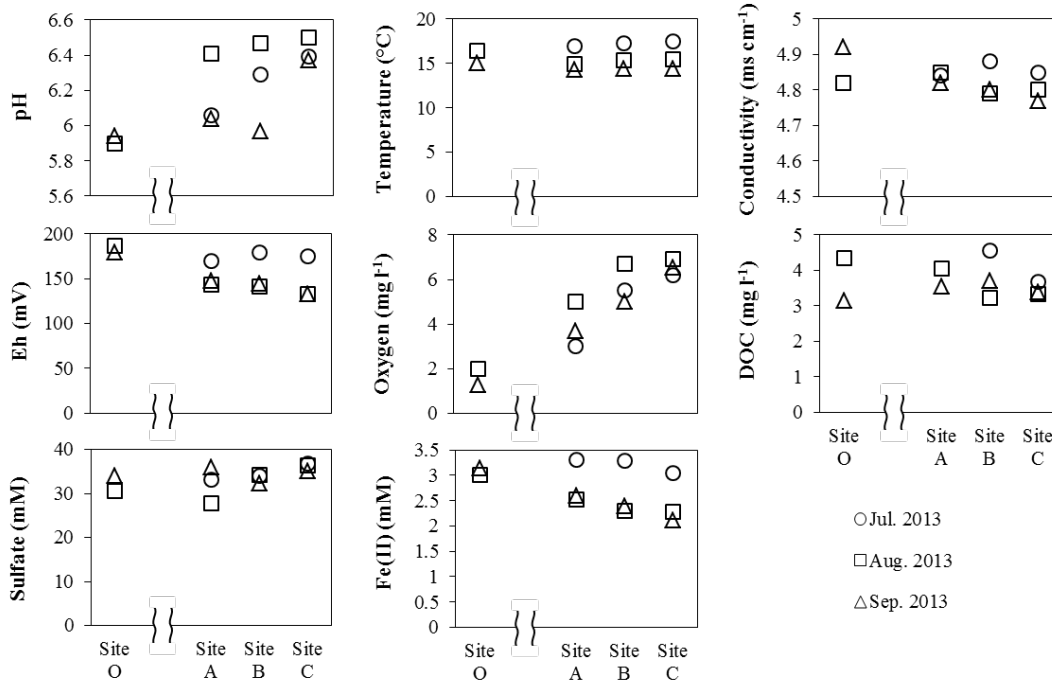 6.6
6.4
6.2
6
5.8
5.6
pH
20
15
10
5
0
Temperature (°C)
5
4.9
4.8
4.7
4.6
4.5
Conductivity (ms cm⁻¹)
200
150
100
50
0
Eh (mV)
8
6
4
2
0
Oxygen (mg l⁻¹)
5
4
3
2
1
0
DOC (mg l⁻¹)
Site O
Site A
Site B
Site C
40
30
20
10
0
Sulfate (mM)
Site O
Site A
Site B
Site C
3.5
3
2.5
2
1.5
1
0.5
0
Fe(II) (mM)
Site O
Site A
Site B
Site C
Jul. 2013
Aug. 2013
Sep. 2013